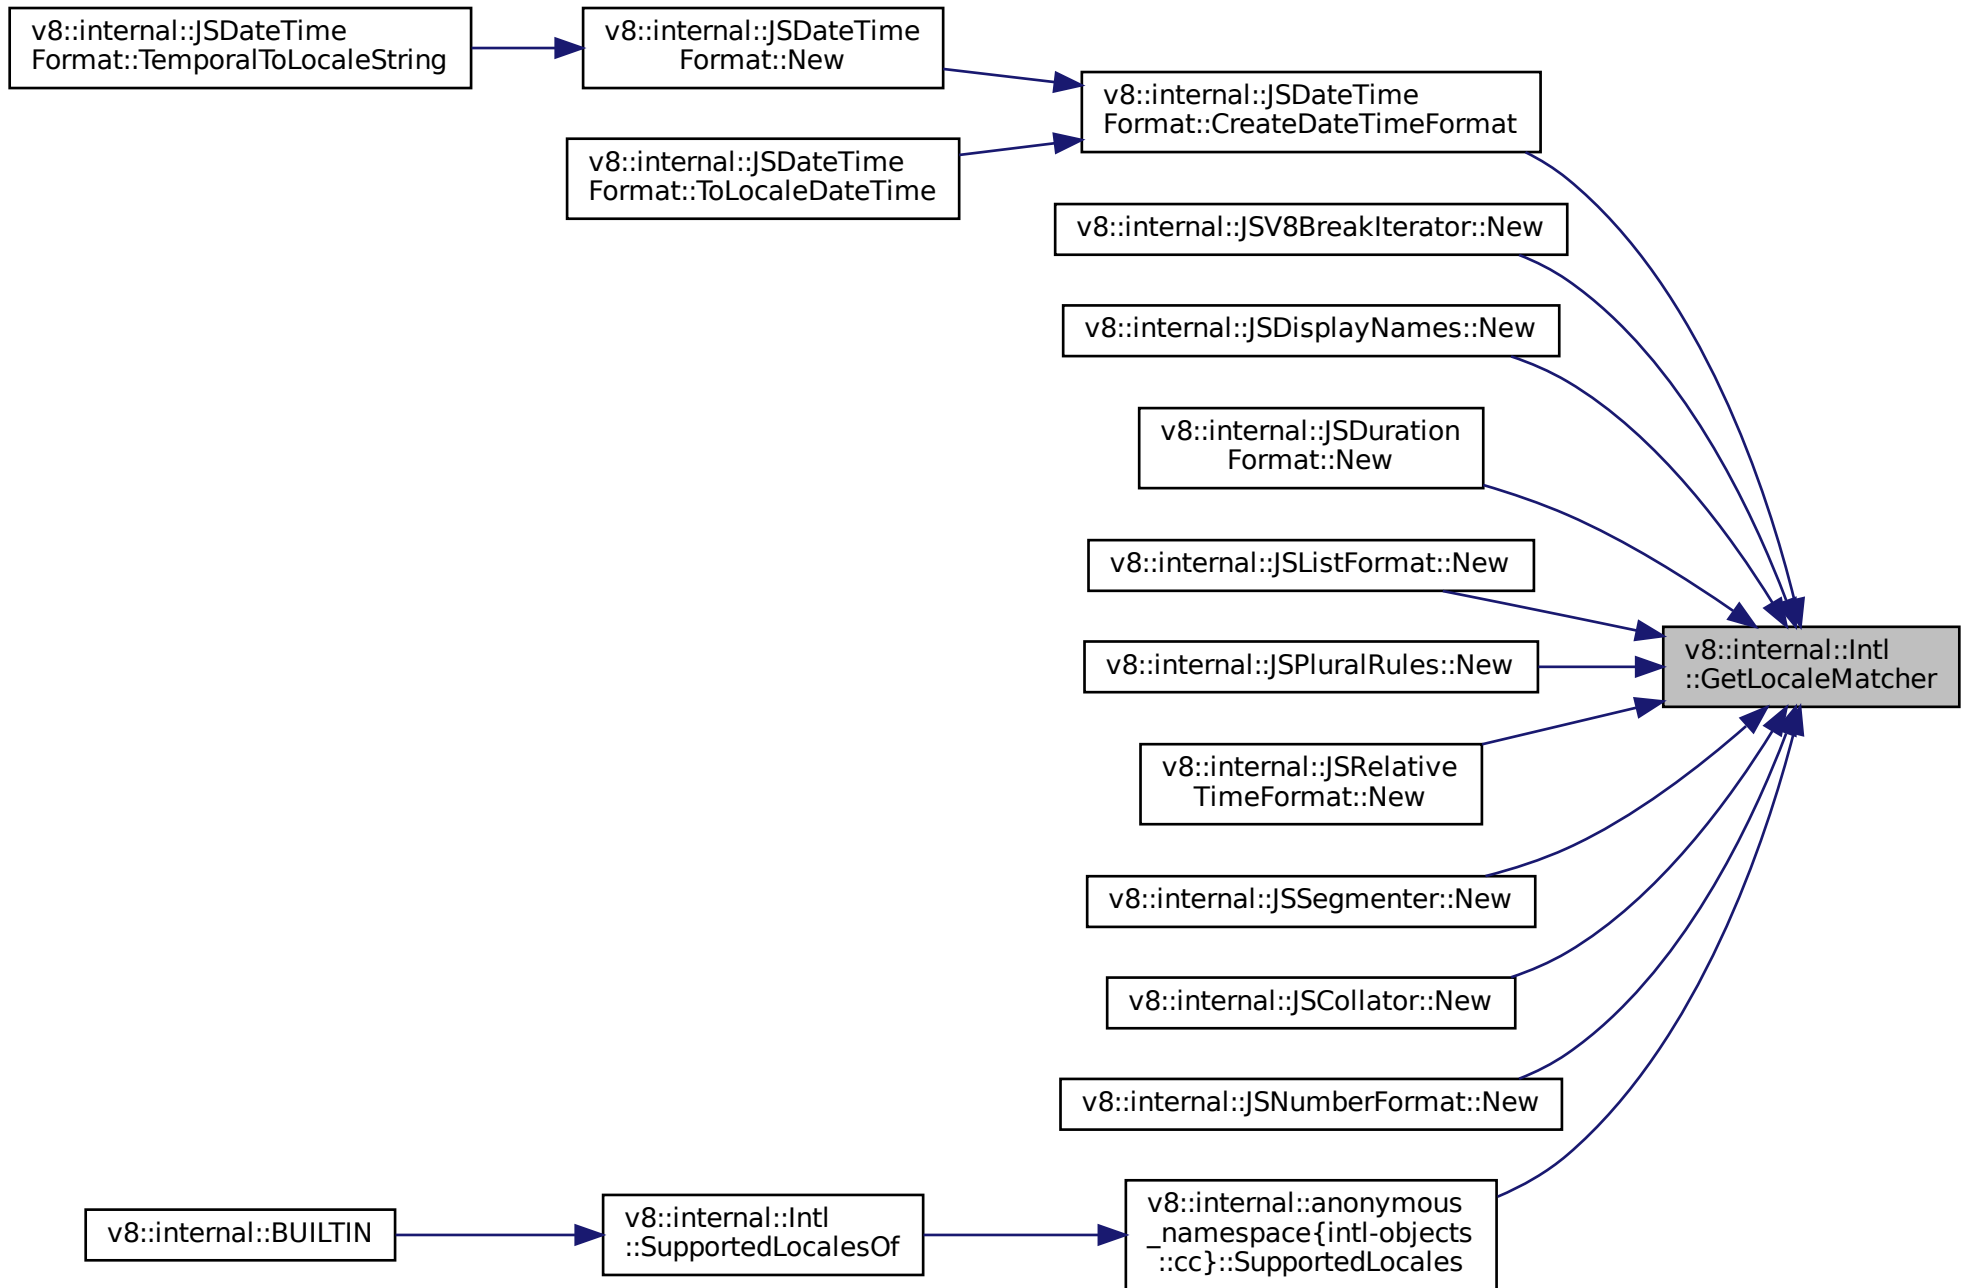 v8::internal::JSDateTime
Format::TemporalToLocaleString
v8::internal::JSDateTime
Format::New
v8::internal::JSDateTime
Format::CreateDateTimeFormat
v8::internal::JSDateTime
Format::ToLocaleDateTime
v8::internal::JSV8BreakIterator::New
v8::internal::JSDisplayNames::New
v8::internal::JSDuration
Format::New
v8::internal::JSListFormat::New
v8::internal::JSPluralRules::New
v8::internal::Intl
::GetLocaleMatcher
v8::internal::JSRelative
TimeFormat::New
v8::internal::JSSegmenter::New
v8::internal::JSCollator::New
v8::internal::JSNumberFormat::New
v8::internal::BUILTIN
v8::internal::Intl
::SupportedLocalesOf
v8::internal::anonymous
_namespace{intl-objects
::cc}::SupportedLocales